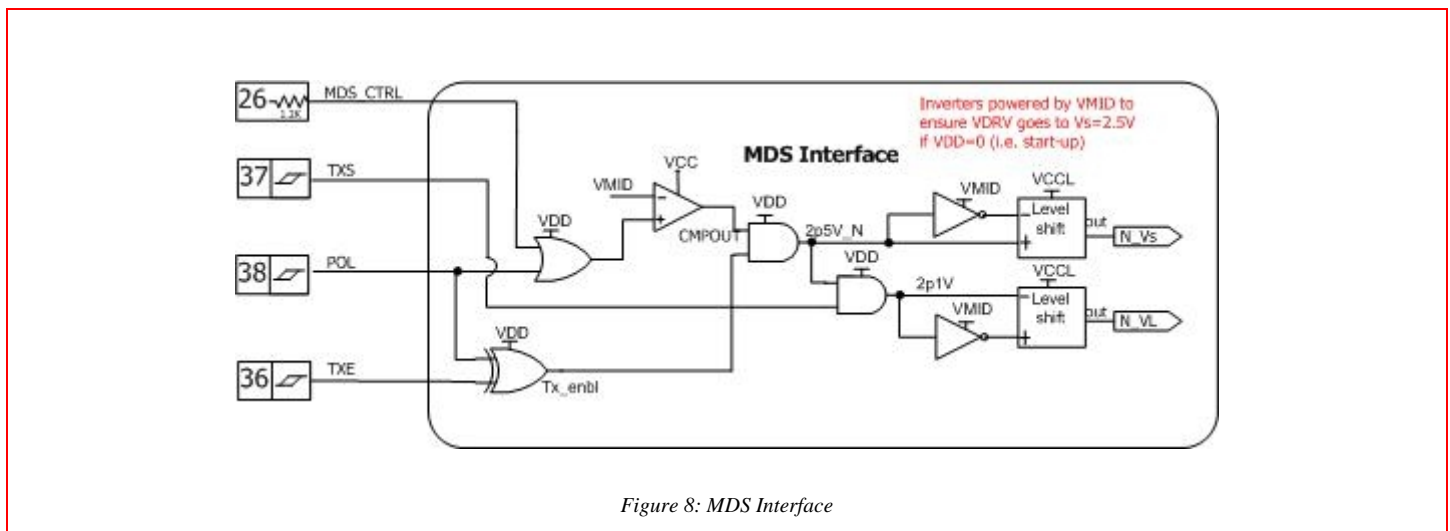 26
1.2K
MDS_CTRL
Inverters powered by VMID to
ensure VDRV goes to Vs=2.5V
if VDD=0 (i.e. start-up)
MDS Interface
37
TXS
VCC
VMID
VDD
VMID
VCCL
Level
shift
out
N_Vs
CMPOUT
2p5V_N
VDD
38
POL
VDD
2p1V
VCCL
Level
shift
out
N_VL
VMID
VDD
36
TXE
Tx_enbl
Figure 8: MDS Interface